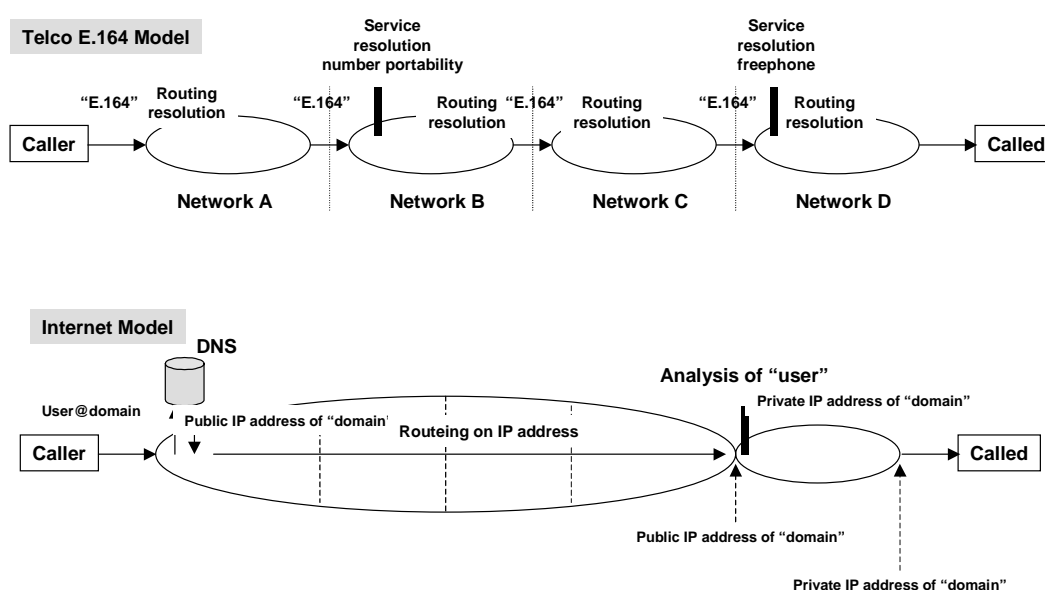 Telco E.164 Model
Service
resolution
number portability
Service
resolution
freephone
“E.164”
Routing
resolution
“E.164”
Routing
resolution
“E.164”
Routing
resolution
“E.164”
Routing
resolution
Caller
Called
Network A
Network B
Network C
Network D
Internet Model
DNS
Analysis of “user”
User@domain
Public IP address of “domain’
Private IP address of “domain”
Routeing on IP address
Caller
Called
Public IP address of “domain”
Private IP address of “domain”